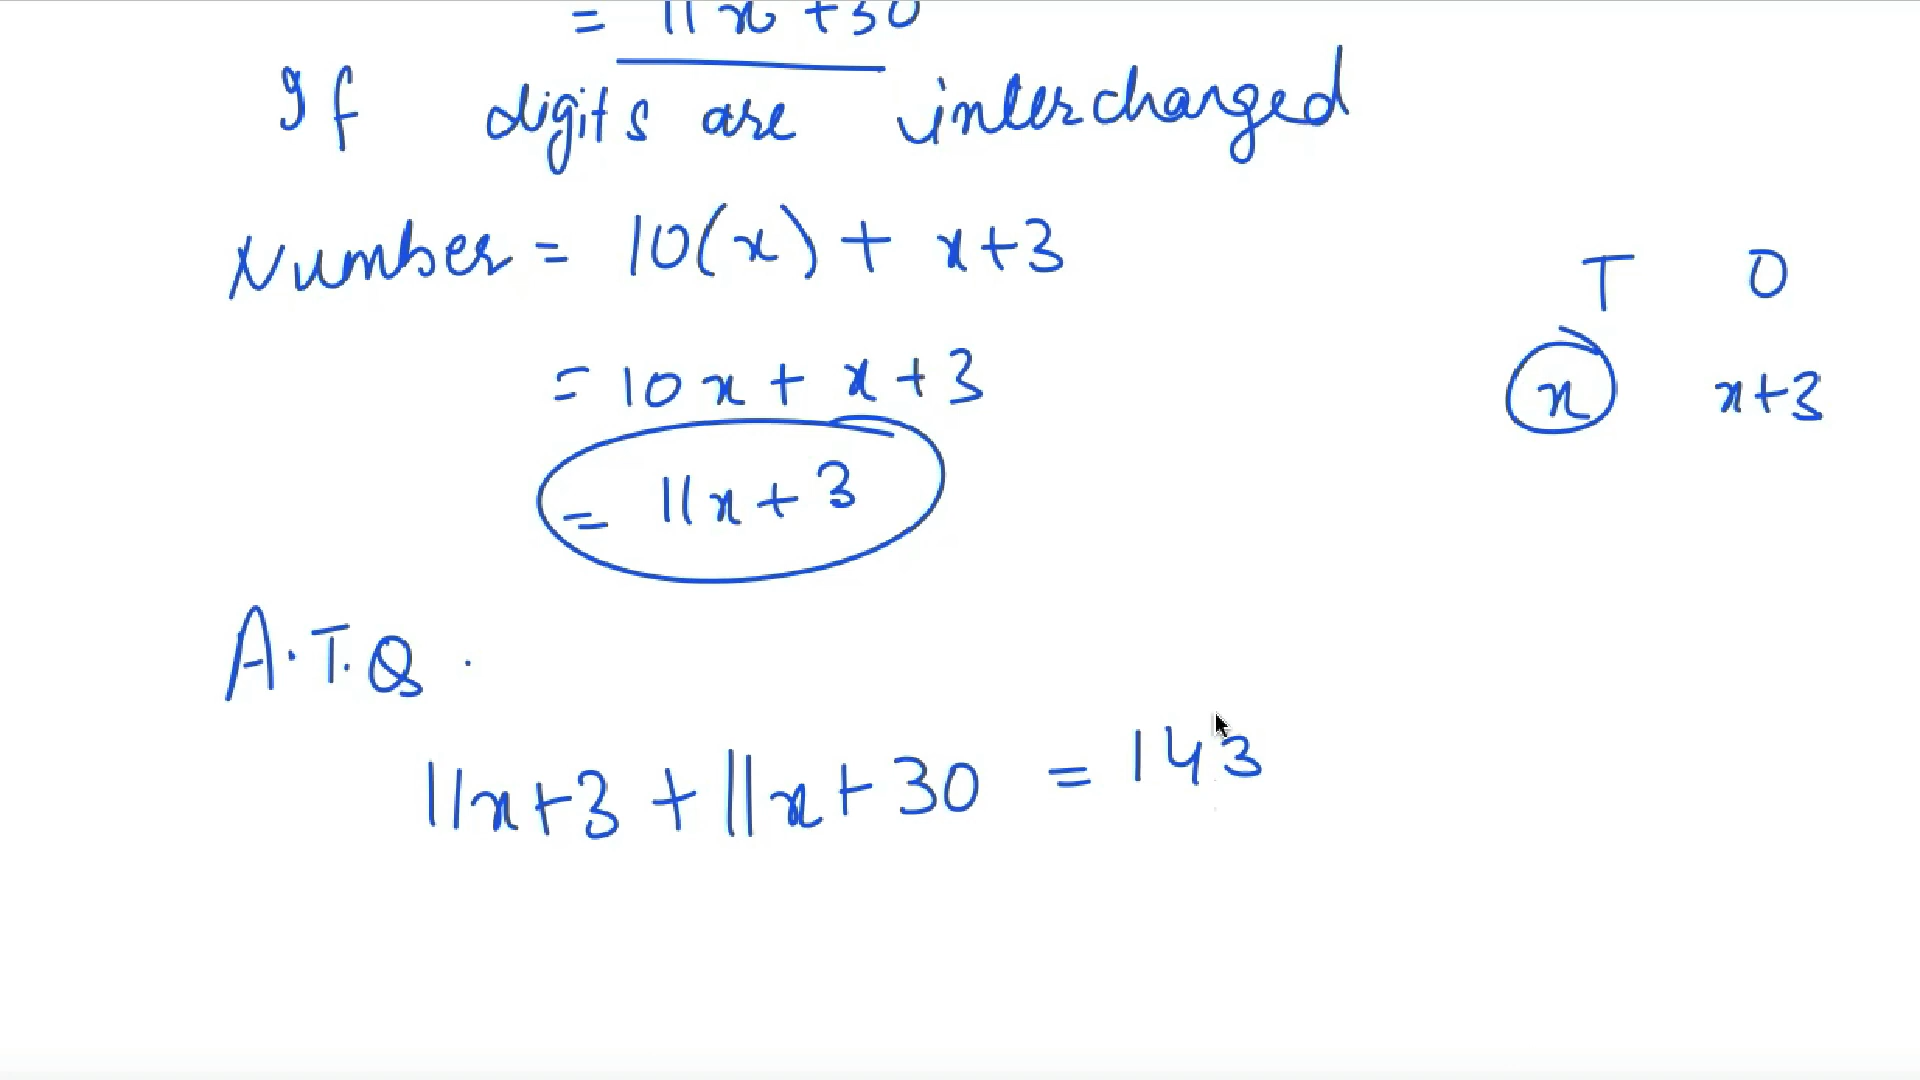 = 11x + 30
If digits are interchanged
Number = 10(x) + x+3
T O
= 10x + x+3
x x+3
= 11x + 3
A.T.Q.
11x+3 + 11x+30 = 143